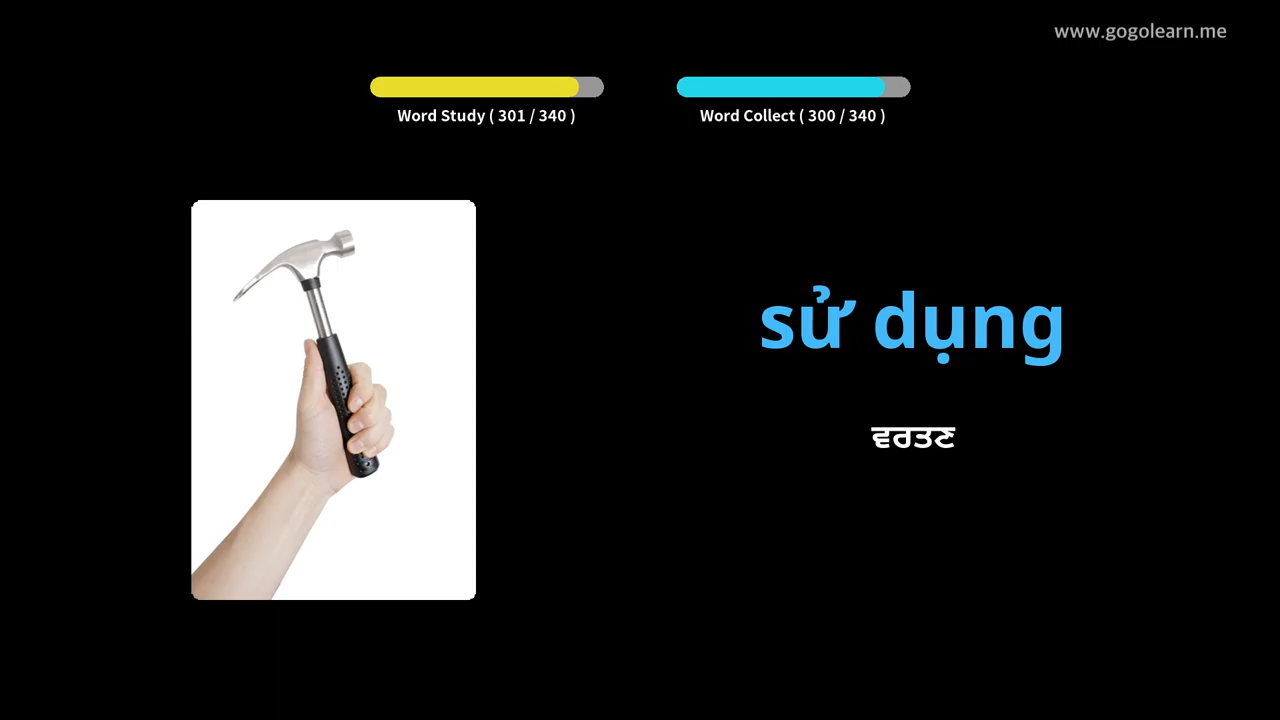 www.gogolearn.me
Word Study ( 301 / 340 )
Word Collect ( 300 / 340 )
sử dụng
ਵਰਤਣ